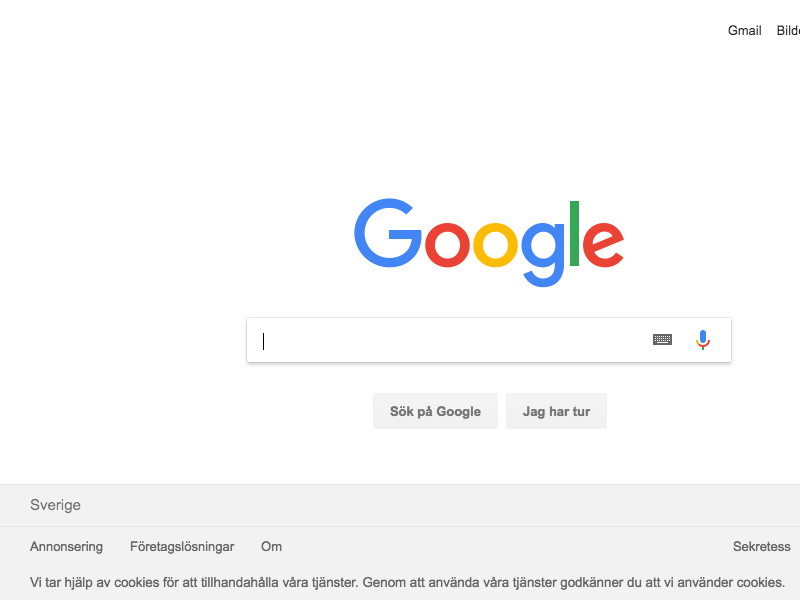 Gmail
Google
Sök på Google
Jag har tur
Sverige
Annonsering Företagslösningar Om Sekretess
Vi tar hjälp av cookies för att tillhandahålla våra tjänster. Genom att använda våra tjänster godkänner du att vi använder cookies.